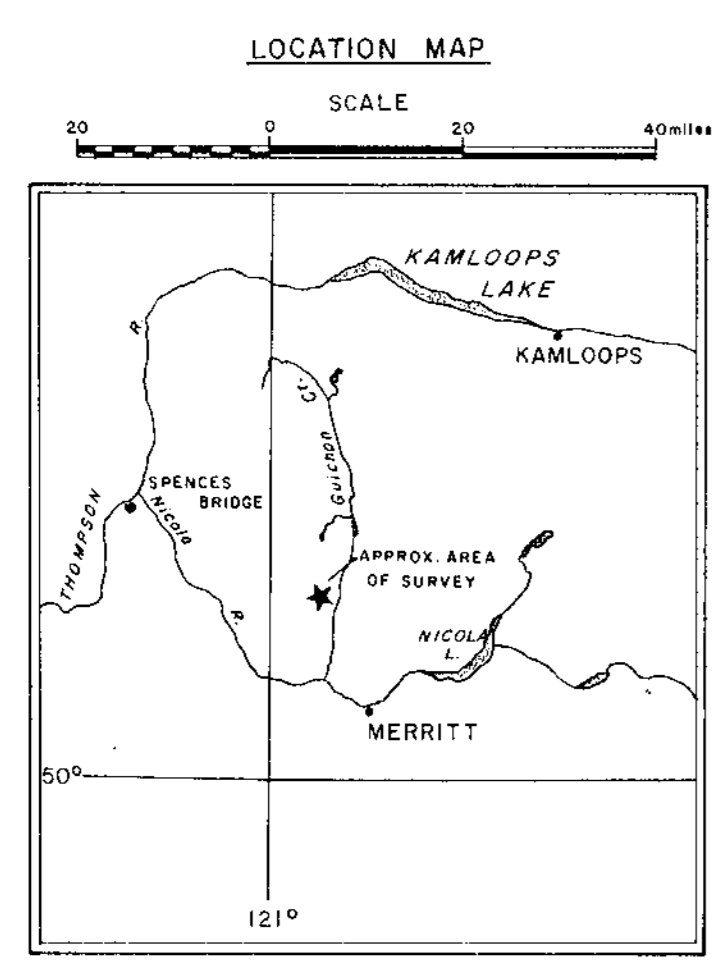 LOCATION MAP
SCALE
20 0 20 40miles
KAMLOOPS
LAKE
R.
KAMLOOPS
Cr.
Guichon
SPENCES
BRIDGE
Nicola
THOMPSON
APPROX. AREA
OF SURVEY
R.
NICOLA
L.
MERRITT
50°
121°